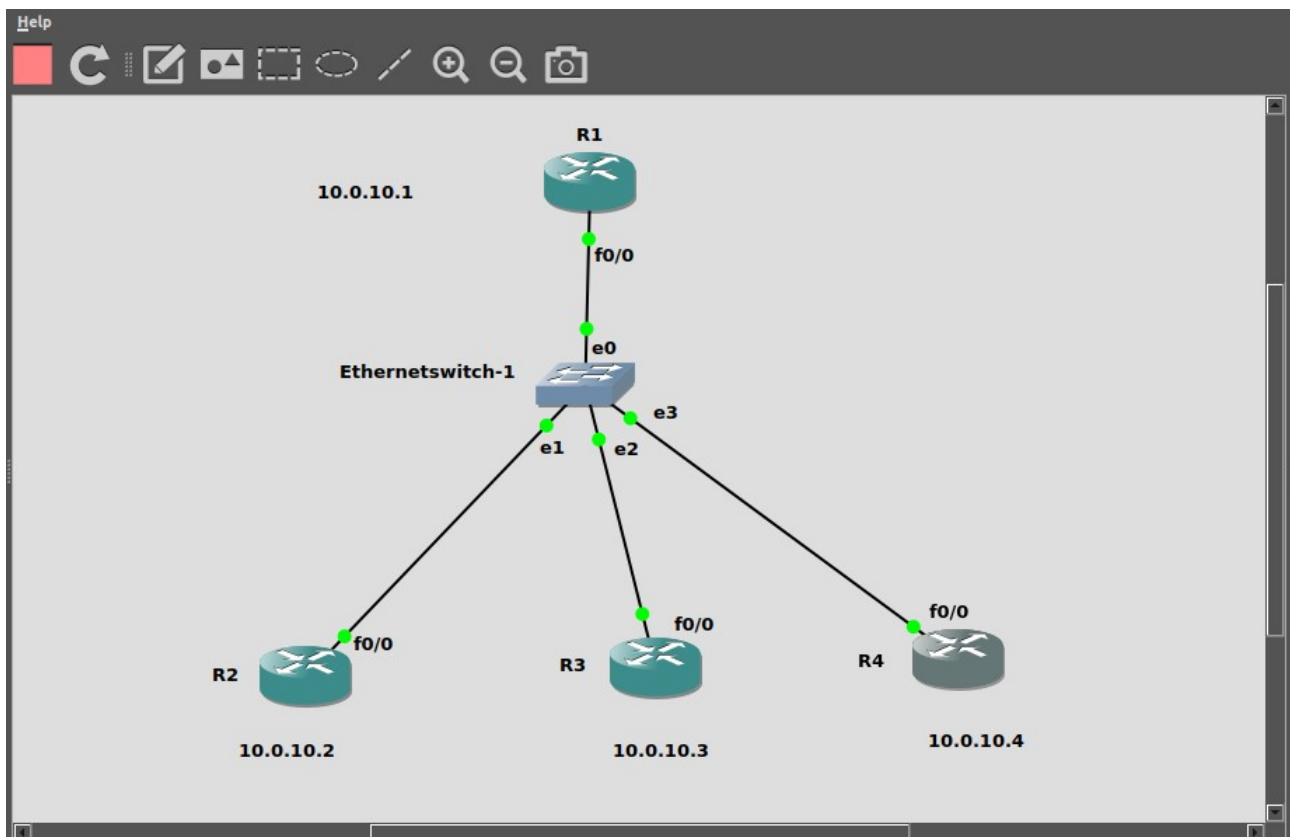 Help
R1
10.0.10.1
f0/0
e0
Ethernetswitch-1
e3
e1
e2
f0/0
f0/0
f0/0
R2
R3
R4
10.0.10.2
10.0.10.3
10.0.10.4